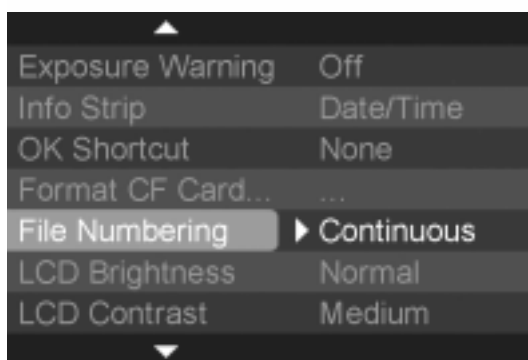 Exposure Warning Off
Info Strip Date/Time
OK Shortcut None
Format CF Card... ...
File Numbering Continuous
LCD Brightness Normal
LCD Contrast Medium